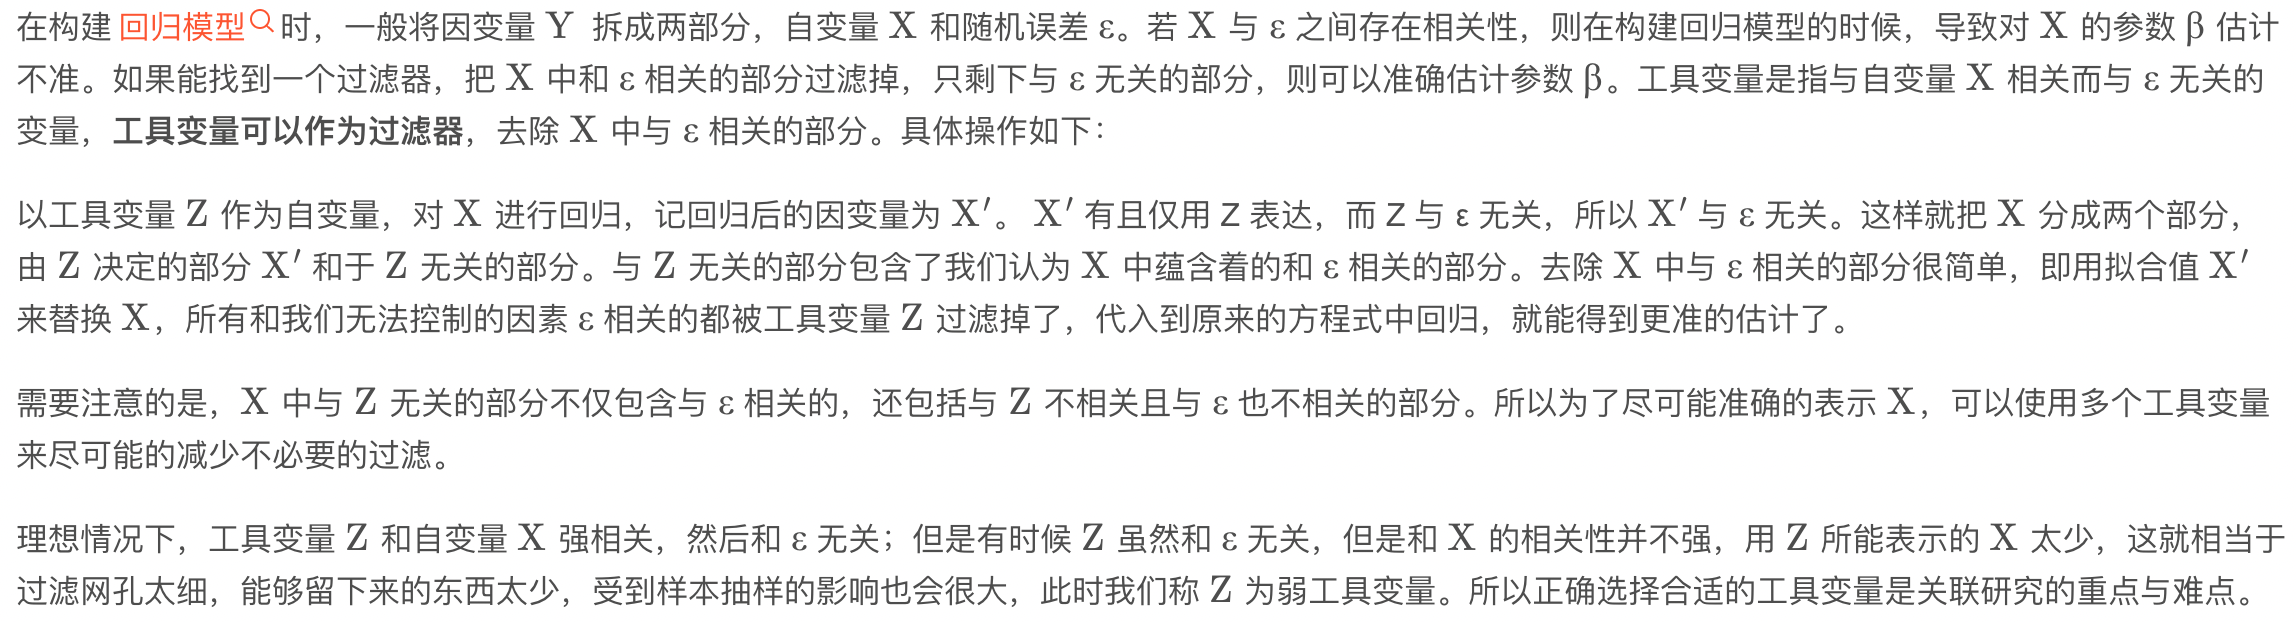 在构建 回归模型 时，一般将因变量 Y 拆成两部分，自变量 X 和随机误差 ε。若 X 与 ε 之间存在相关性，则在构建回归模型的时候，导致对 X 的参数 β 估计
不准。如果能找到一个过滤器，把 X 中和 ε 相关的部分过滤掉，只剩下与 ε 无关的部分，则可以准确估计参数 β。工具变量是指与自变量 X 相关而与 ε 无关的
变量，工具变量可以作为过滤器，去除 X 中与 ε 相关的部分。具体操作如下：
以工具变量 Z 作为自变量，对 X 进行回归，记回归后的因变量为 X′。 X′ 有且仅用 Z 表达，而 Z 与 ε 无关，所以 X′ 与 ε 无关。这样就把 X 分成两个部分，
由 Z 决定的部分 X′ 和于 Z 无关的部分。与 Z 无关的部分包含了我们认为 X 中蕴含着的和 ε 相关的部分。去除 X 中与 ε 相关的部分很简单，即用拟合值 X′
来替换 X，所有和我们无法控制的因素 ε 相关的都被工具变量 Z 过滤掉了，代入到原来的方程式中回归，就能得到更准的估计了。
需要注意的是，X 中与 Z 无关的部分不仅包含与 ε 相关的，还包括与 Z 不相关且与 ε 也不相关的部分。所以为了尽可能准确的表示 X，可以使用多个工具变量
来尽可能的减少不必要的过滤。
理想情况下，工具变量 Z 和自变量 X 强相关，然后和 ε 无关；但是有时候 Z 虽然和 ε 无关，但是和 X 的相关性并不强，用 Z 所能表示的 X 太少，这就相当于
过滤网孔太细，能够留下来的东西太少，受到样本抽样的影响也会很大，此时我们称 Z 为弱工具变量。所以正确选择合适的工具变量是关联研究的重点与难点。